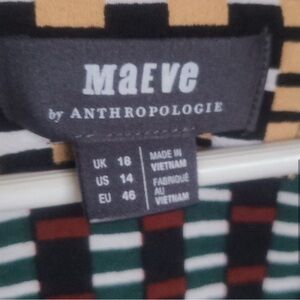 MaEVe
by ANTHROPOLOGIE
UK 18
US 14
EU 46
MADE IN
VIETNAM
FABRIQUÉ
AU
VIETNAM